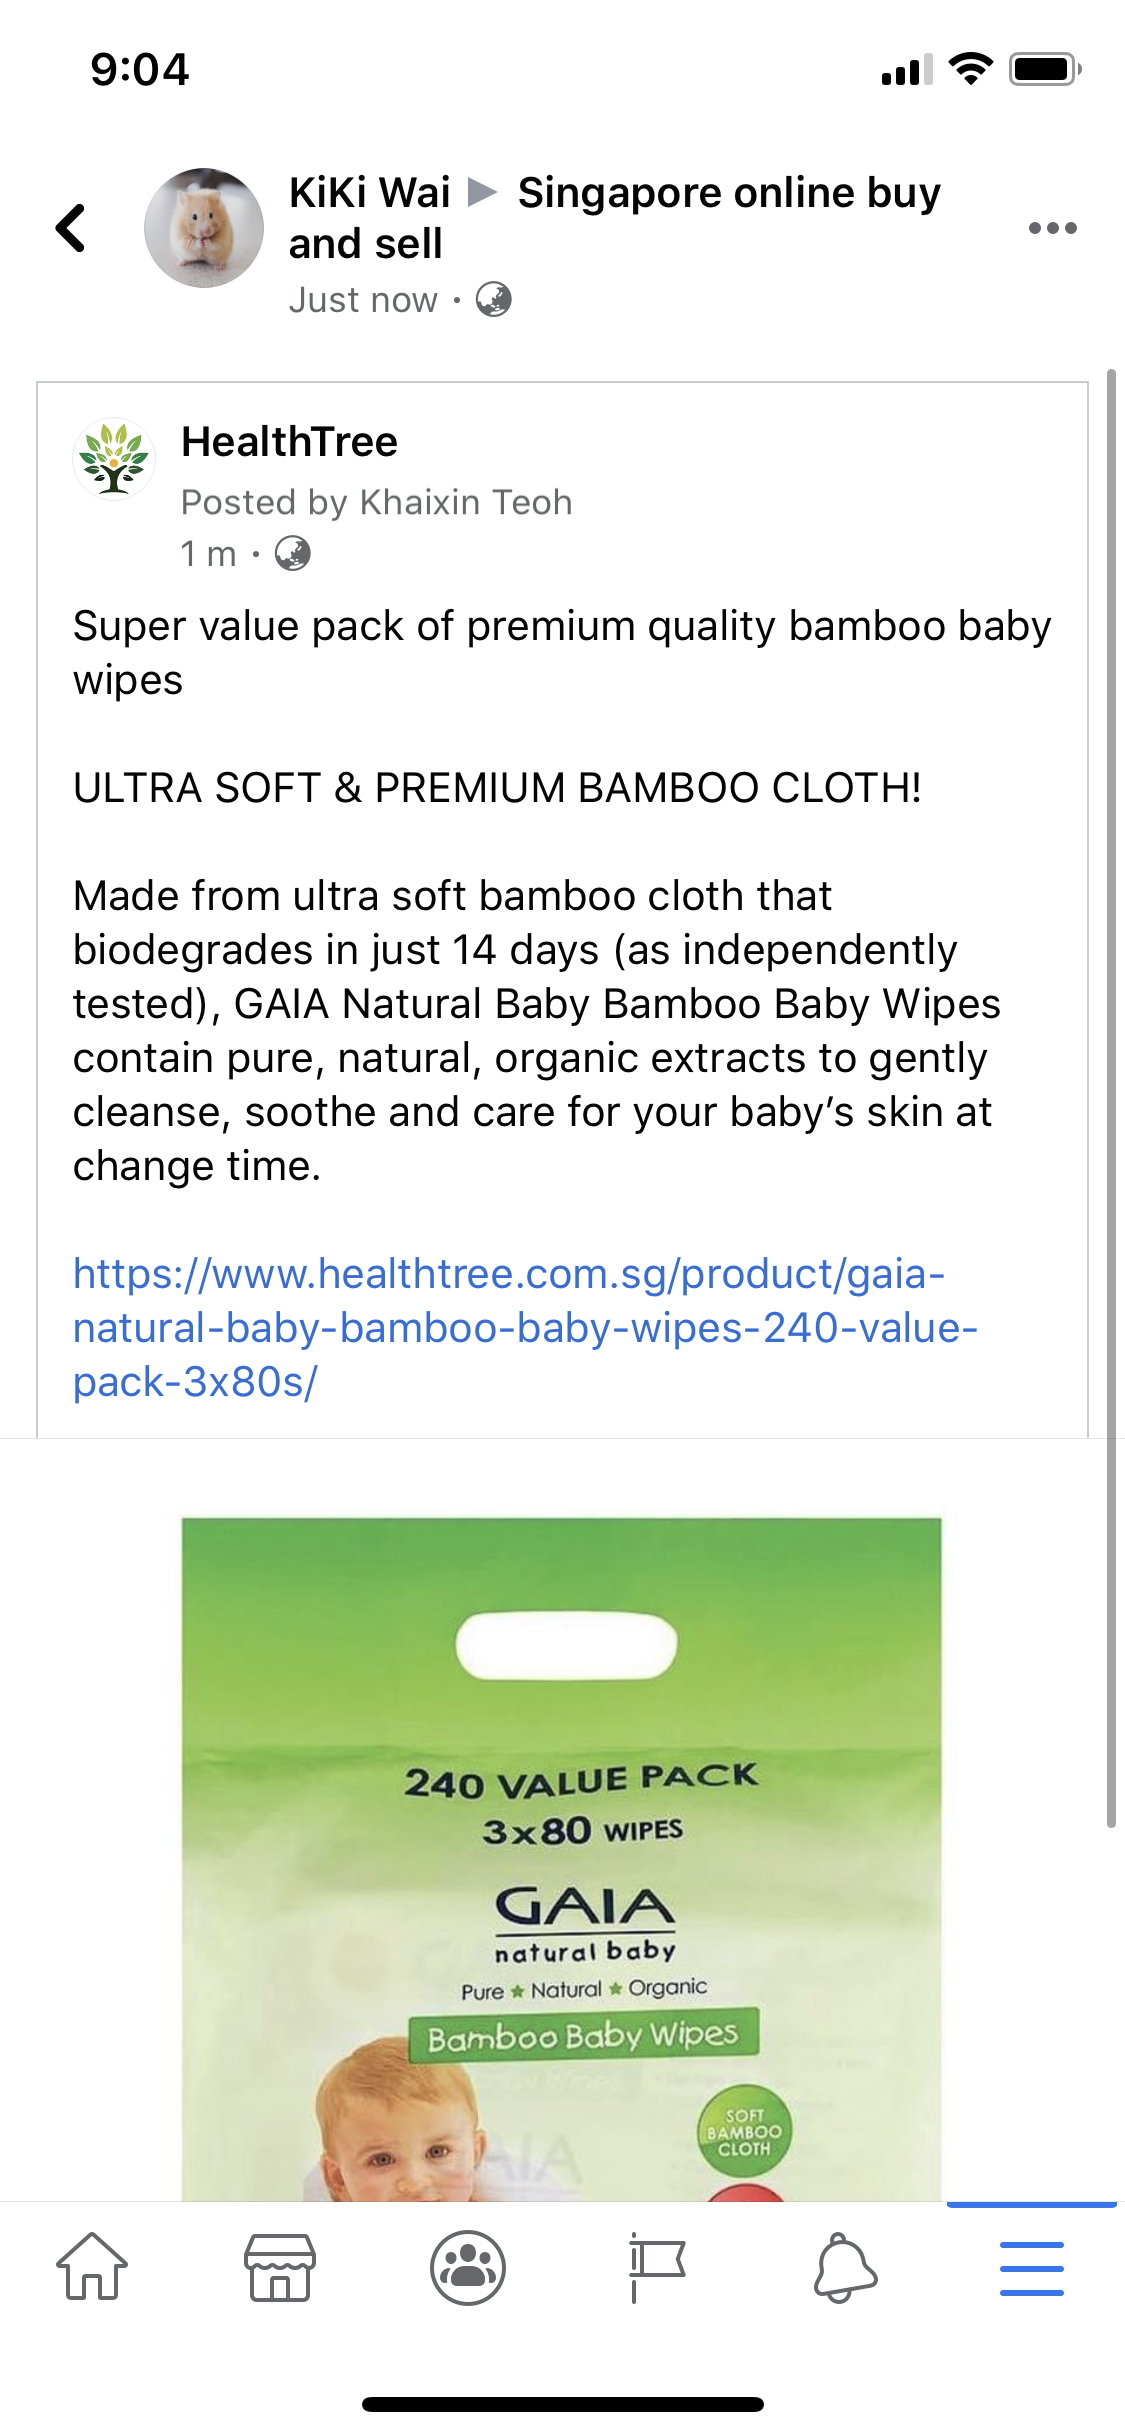 9:04
KiKi Wai ▶ Singapore online buy
and sell
Just now ·
HealthTree
Posted by Khaixin Teoh
1 m ·
Super value pack of premium quality bamboo baby
wipes
ULTRA SOFT & PREMIUM BAMBOO CLOTH!
Made from ultra soft bamboo cloth that
biodegrades in just 14 days (as independently
tested), GAIA Natural Baby Bamboo Baby Wipes
contain pure, natural, organic extracts to gently
cleanse, soothe and care for your baby's skin at
change time.
https://www.healthtree.com.sg/product/gaia-
natural-baby-bamboo-baby-wipes-240-value-
pack-3x80s/
240 VALUE PACK
3x80 WIPES
GAIA
natural baby
Pure ★ Natural ★ Organic
Bamboo Baby Wipes
SOFT
BAMBOO
CLOTH